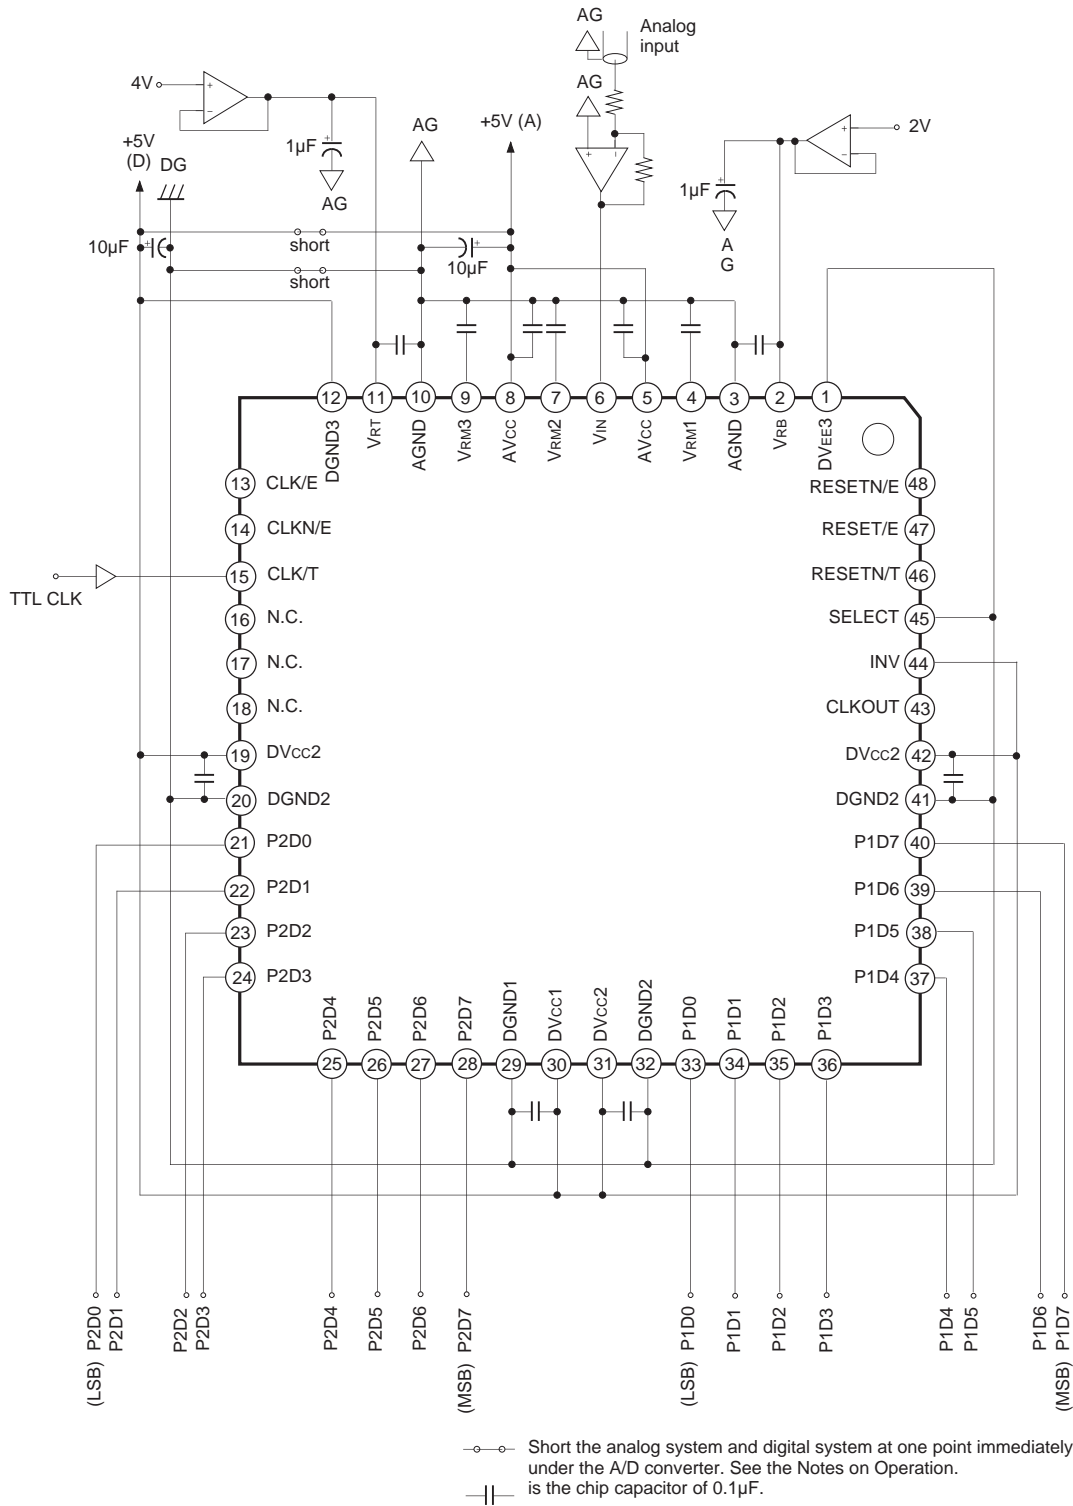 AG
Analog
input
4V
AG
+5V
(D)
DG
1µF
AG
AG
+5V (A)
1µF
2V
A
G
10µF
short
10µF
short
12
11
10
9
8
7
6
5
4
3
2
1
DGND3
VRT
AGND
VRM3
AVCC
VRM2
VIN
AVCC
VRM1
AGND
VRB
DVEE3
13 CLK/E
14 CLKN/E
15 CLK/T
TTL CLK
16 N.C.
17 N.C.
18 N.C.
19 DVCC2
20 DGND2
21 P2D0
22 P2D1
23 P2D2
24 P2D3
RESETN/E 48
RESET/E 47
RESETN/T 46
SELECT 45
INV 44
CLKOUT 43
DVCC2 42
DGND2 41
P1D7 40
P1D6 39
P1D5 38
P1D4 37
P2D4
P2D5
P2D6
P2D7
DGND1
DVCC1
DVCC2
DGND2
P1D0
P1D1
P1D2
P1D3
25
26
27
28
29
30
31
32
33
34
35
36
(LSB) P2D0
P2D1
P2D2
P2D3
P2D4
P2D5
P2D6
(MSB) P2D7
(LSB) P1D0
P1D1
P1D2
P1D3
P1D4
P1D5
P1D6
(MSB) P1D7
Short the analog system and digital system at one point immediately
under the A/D converter. See the Notes on Operation.
is the chip capacitor of 0.1µF.